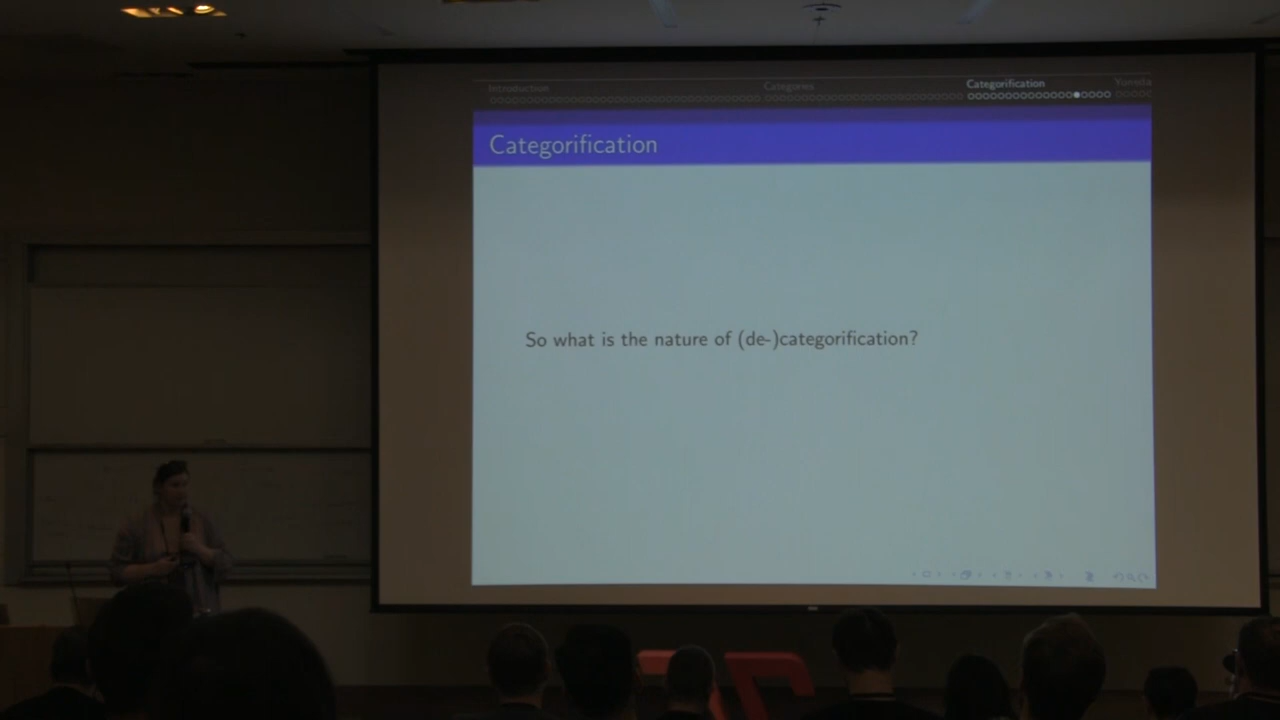 Introduction
Categories
Categorification
Yoneda
Categorification
So what is the nature of (de-)categorification?